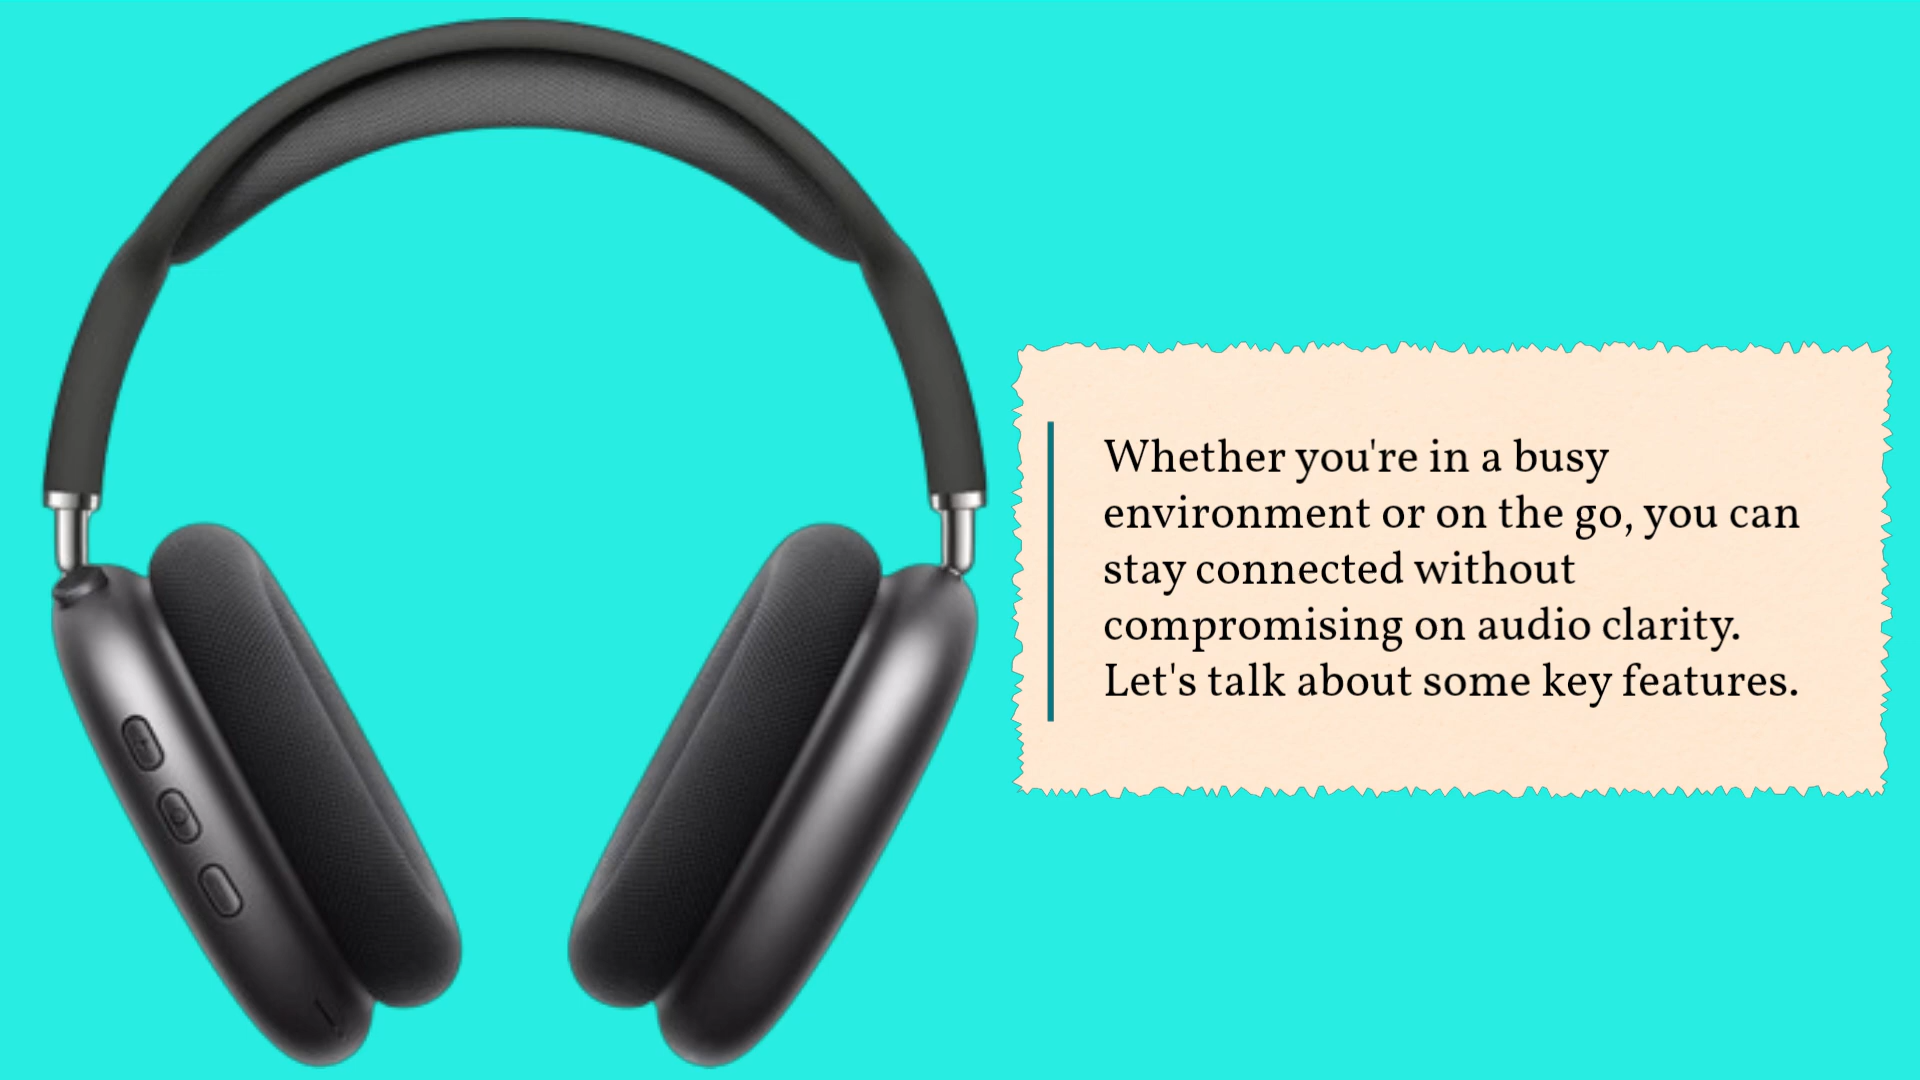 Whether you're in a busy
environment or on the go, you can
stay connected without
compromising on audio clarity.
Let's talk about some key features.